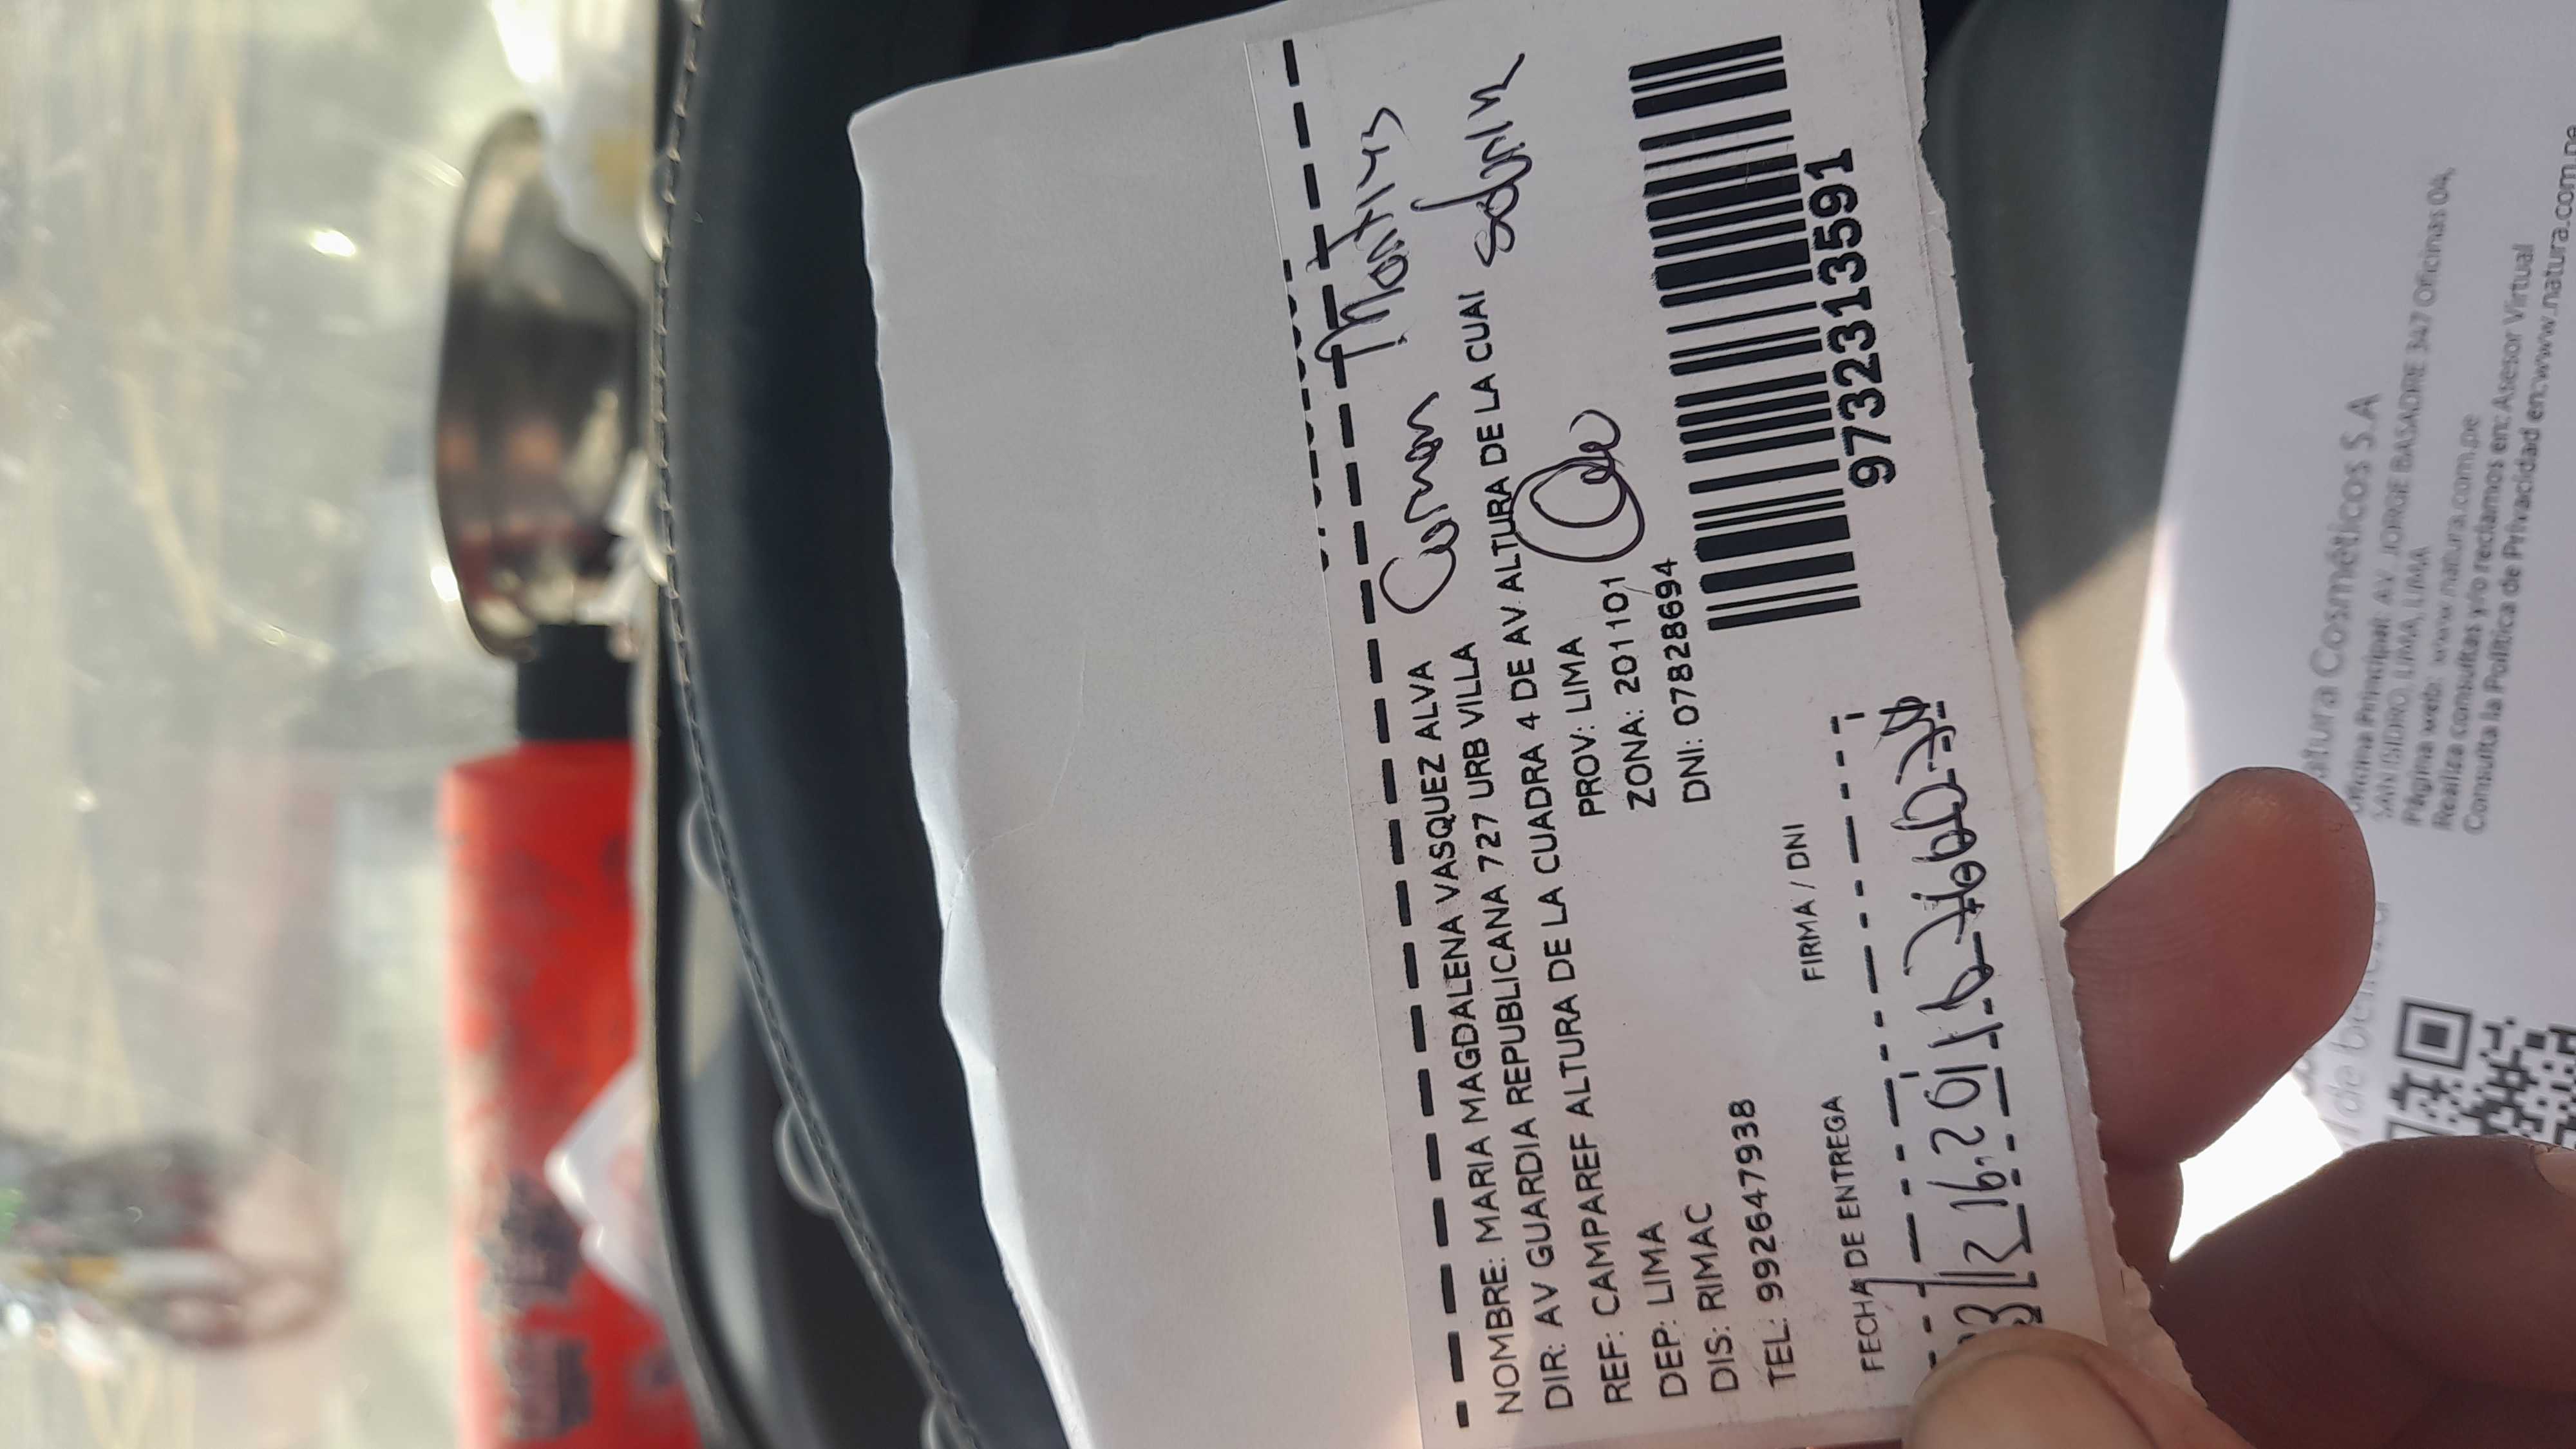 Carmen Montiys
NOMBRE: MARIA MAGDALENA VASQUEZ ALVA
DIR: AV GUARDIA REPUBLICANA 727 URB VILLA
REF: CAMPAREF ALTURA DE LA CUADRA 4 DE AV ALTURA DE LA CUAI
sobrin
DEP: LIMA PROV: LIMA
DIS: RIMAC ZONA: 201101
TEL: 992647938 DNI: 07828694
9732313591
FECHA DE ENTREGA FIRMA / DNI
atura Cosméticos S.A
Oficina Principal: AV. JORGE BASADRE 347 Oficinas 04,
SAN ISIDRO, LIMA, LIMA
Página web: www.natura.com.pe
Realiza consultas y/o reclamos en: Asesor Virtual
Consulta la Política de Privacidad en: www.natura.com.pe